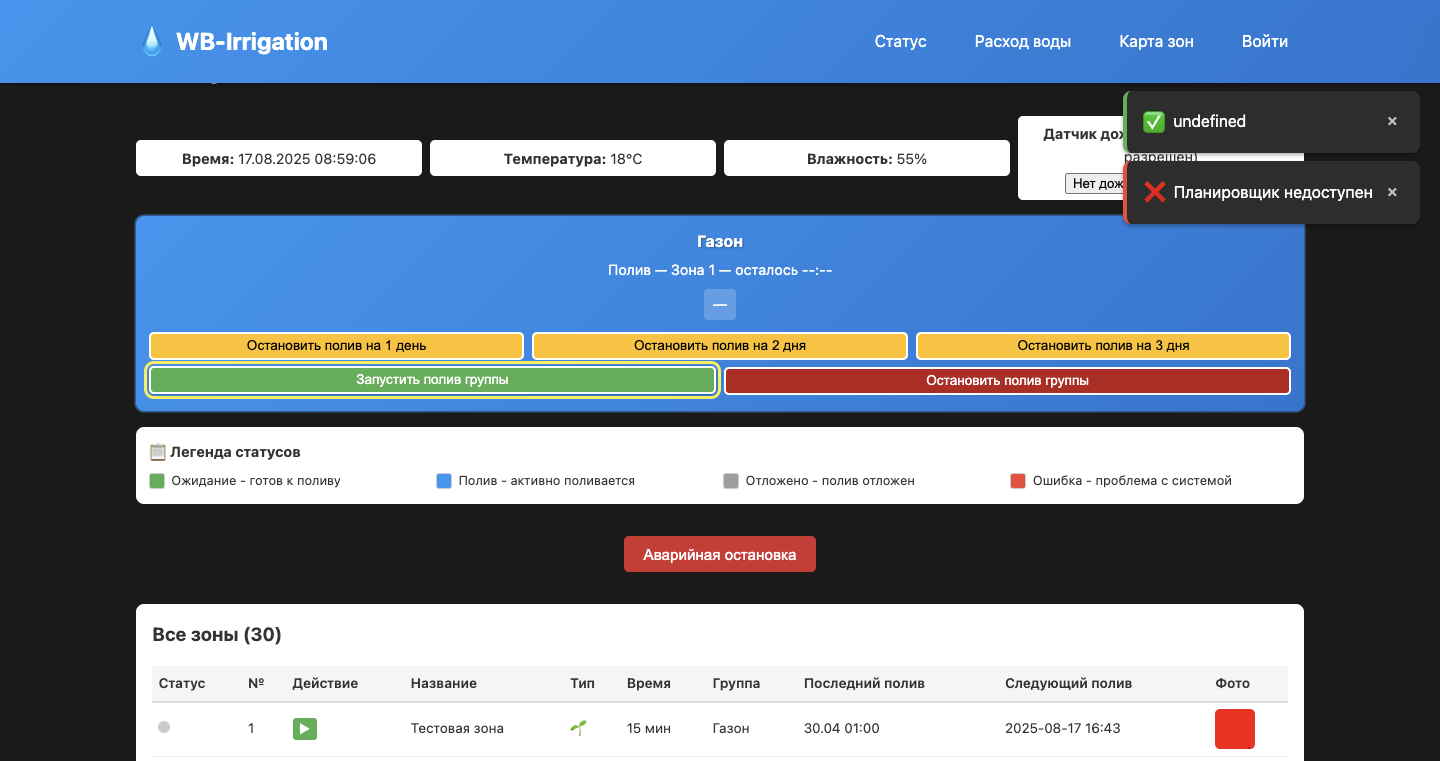 WB-Irrigation
Статус
Расход воды
Карта зон
Войти
undefined
×
Планировщик недоступен
×
Время: 17.08.2025 08:59:06
Температура: 18°C
Влажность: 55%
Датчик
разрешен)
Нет
Газон
Полив — Зона 1 — осталось --:--
—
Остановить полив на 1 день
Остановить полив на 2 дня
Остановить полив на 3 дня
Запустить полив группы
Остановить полив группы
Легенда статусов
Ожидание - готов к поливу
Полив - активно поливается
Отложено - полив отложен
Ошибка - проблема с системой
Аварийная остановка
Все зоны (30)
Статус № Действие Название Тип Время Группа Последний полив Следующий полив Фото
1 Тестовая зона 15 мин Газон 30.04 01:00 2025-08-17 16:43